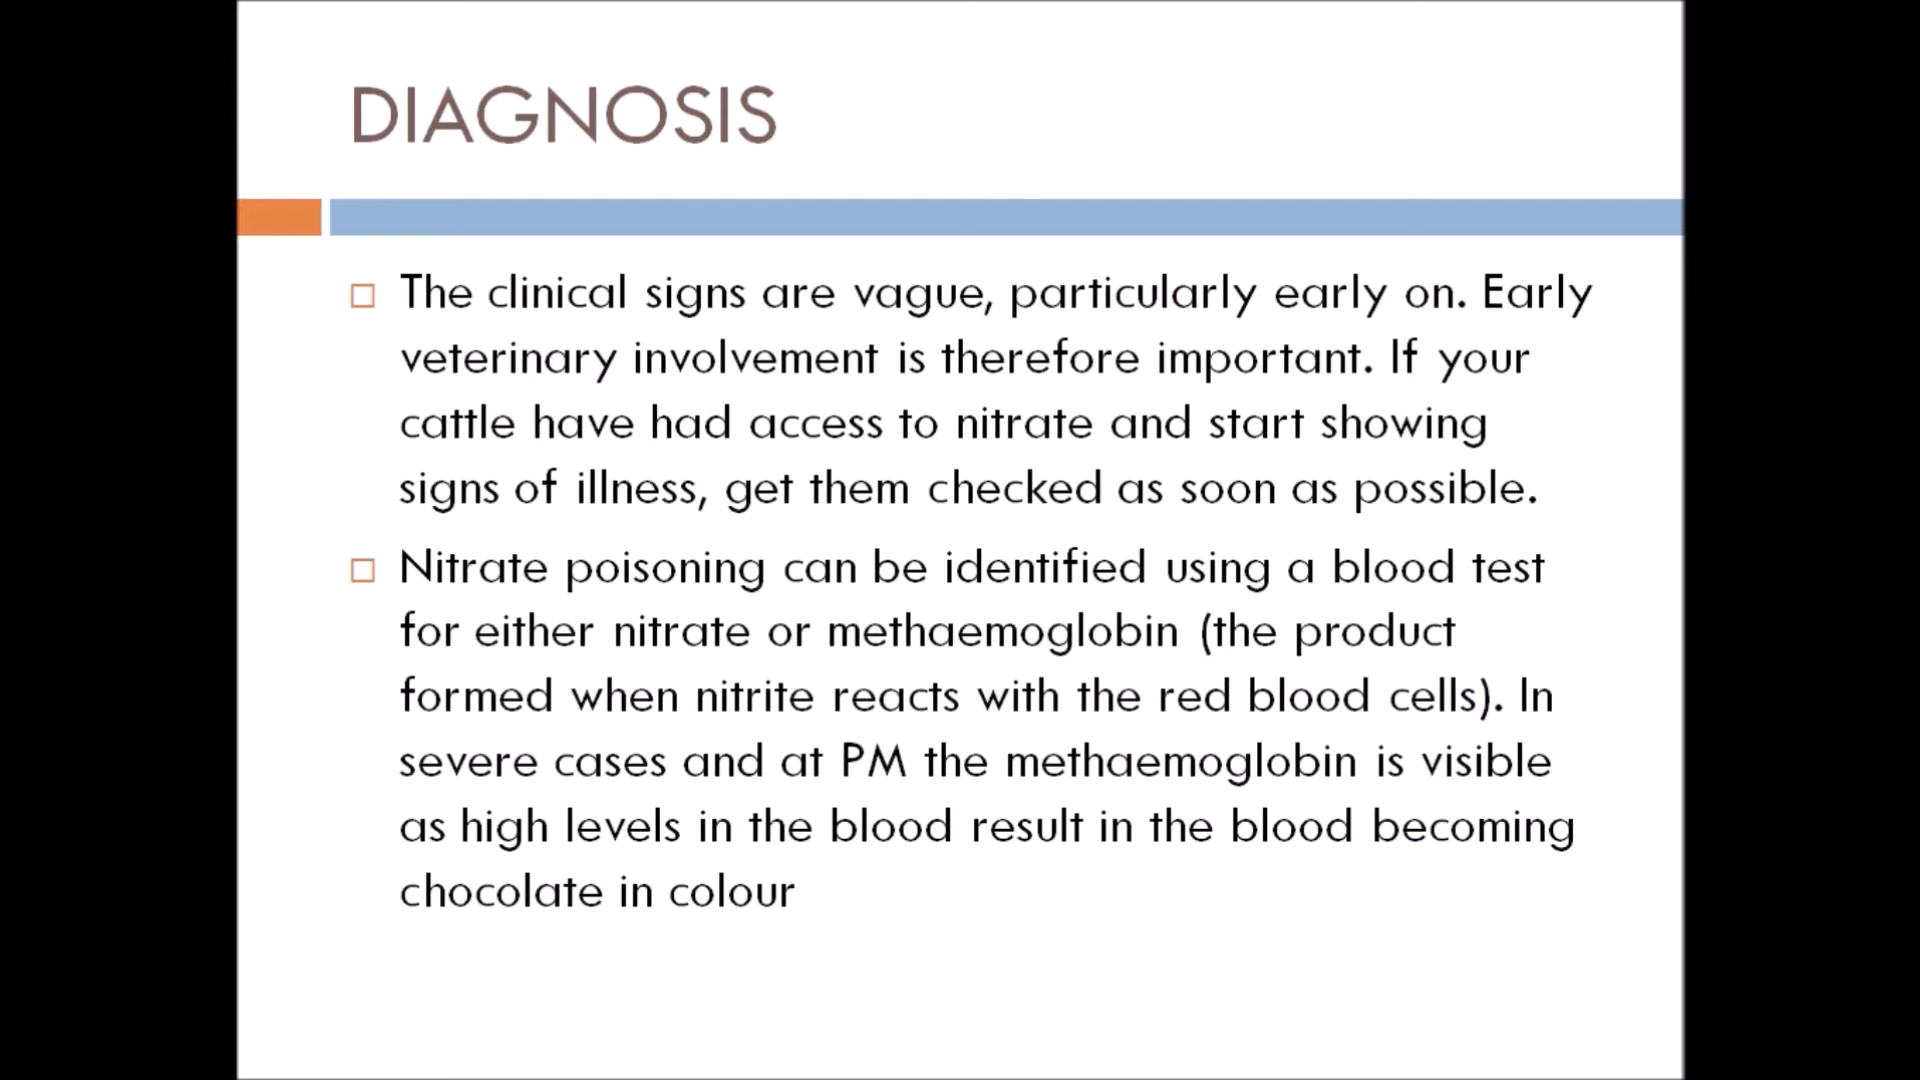 DIAGNOSIS
The clinical signs are vague, particularly early on. Early
veterinary involvement is therefore important. If your
cattle have had access to nitrate and start showing
signs of illness, get them checked as soon as possible.
Nitrate poisoning can be identified using a blood test
for either nitrate or methaemoglobin (the product
formed when nitrite reacts with the red blood cells). In
severe cases and at PM the methaemoglobin is visible
as high levels in the blood result in the blood becoming
chocolate in colour